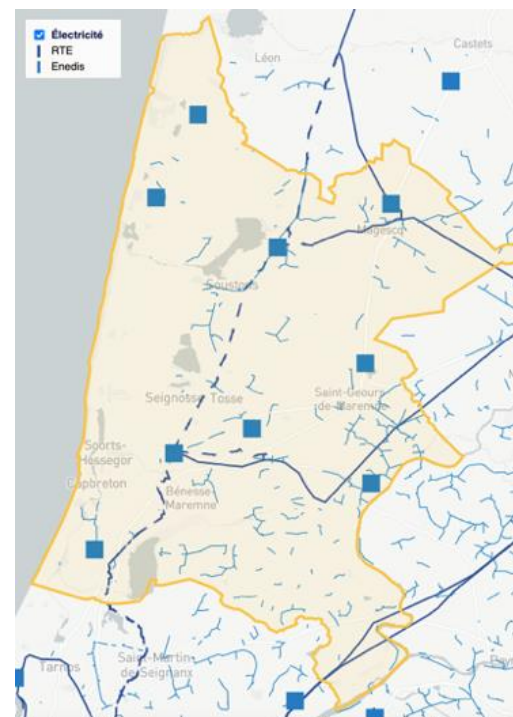 Électricité
RTE
Enedis
Léon
Castets
Magescq
Soustons
Seignosse Tosse
Saint-Geours
de-Maremne
Soorts-
Hossegor
Capbreton
Bénesse-
Maremne
Saint-Martin-
de-Seignanx
Tarnos